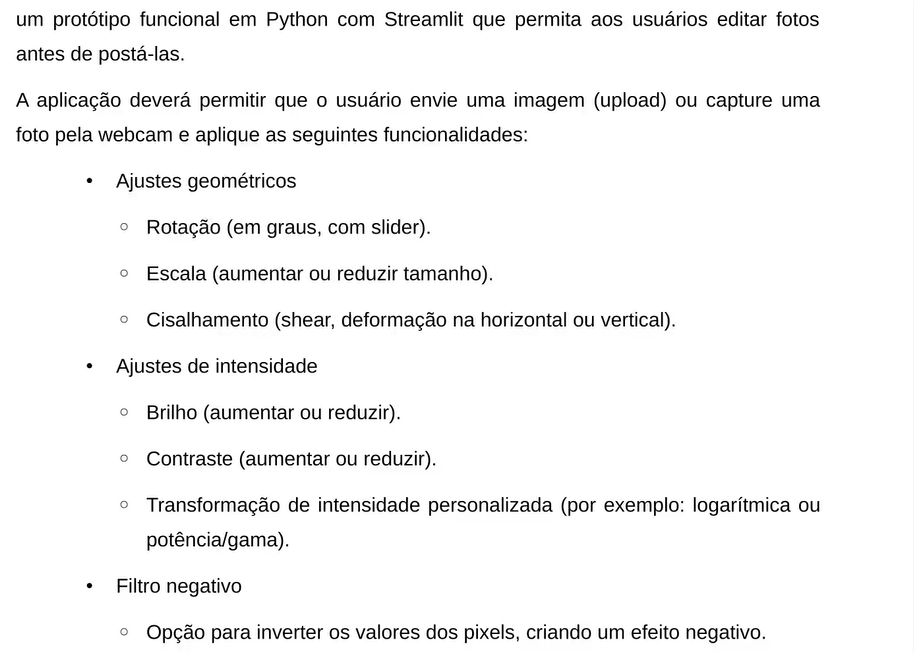 um protótipo funcional em Python com Streamlit que permita aos usuários editar fotos
antes de postá-las.
A aplicação deverá permitir que o usuário envie uma imagem (upload) ou capture uma
foto pela webcam e aplique as seguintes funcionalidades:
• Ajustes geométricos
○ Rotação (em graus, com slider).
○ Escala (aumentar ou reduzir tamanho).
○ Cisalhamento (shear, deformação na horizontal ou vertical).
• Ajustes de intensidade
○ Brilho (aumentar ou reduzir).
○ Contraste (aumentar ou reduzir).
○ Transformação de intensidade personalizada (por exemplo: logarítmica ou
potência/gama).
• Filtro negativo
○ Opção para inverter os valores dos pixels, criando um efeito negativo.